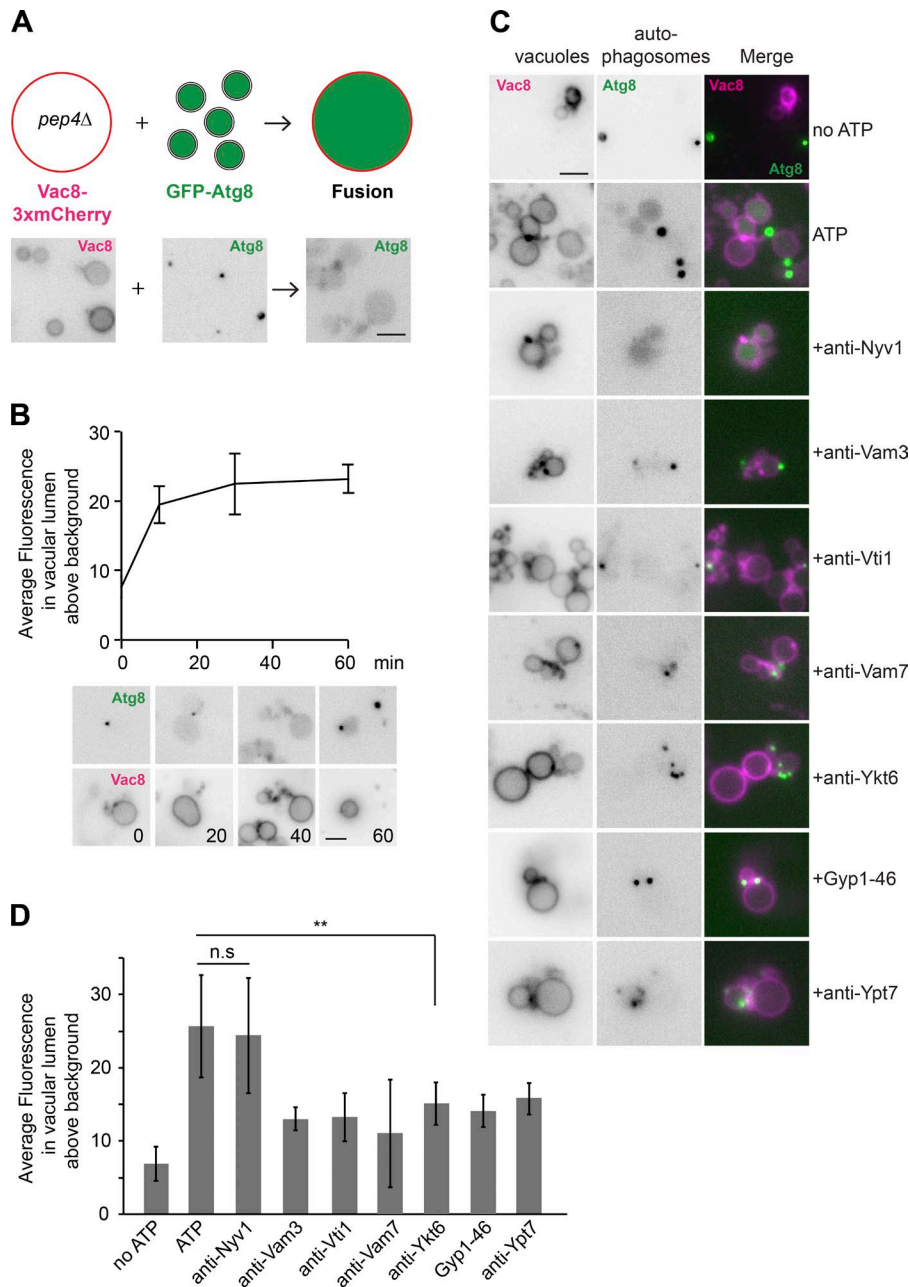 A
pep4Δ
+
Vac8-
3xmCherry
GFP-Atg8
Fusion
Vac8
+
Atg8
Atg8
B
30
20
10
0
Average Fluorescence
in vacular lumen
above background
0
20
40
60
min
Atg8
Vac8
0
20
40
60
C
vacuoles
auto-
phagosomes
Merge
Vac8
Atg8
Vac8
Atg8
no ATP
ATP
+anti-Nyv1
+anti-Vam3
+anti-Vti1
+anti-Vam7
+anti-Ykt6
+Gyp1-46
+anti-Ypt7
D
**
n.s
30
20
10
0
Average Fluorescence
in vacular lumen
above background
no ATP
ATP
anti-Nyv1
anti-Vam3
anti-Vti1
anti-Vam7
anti-Ykt6
Gyp1-46
anti-Ypt7